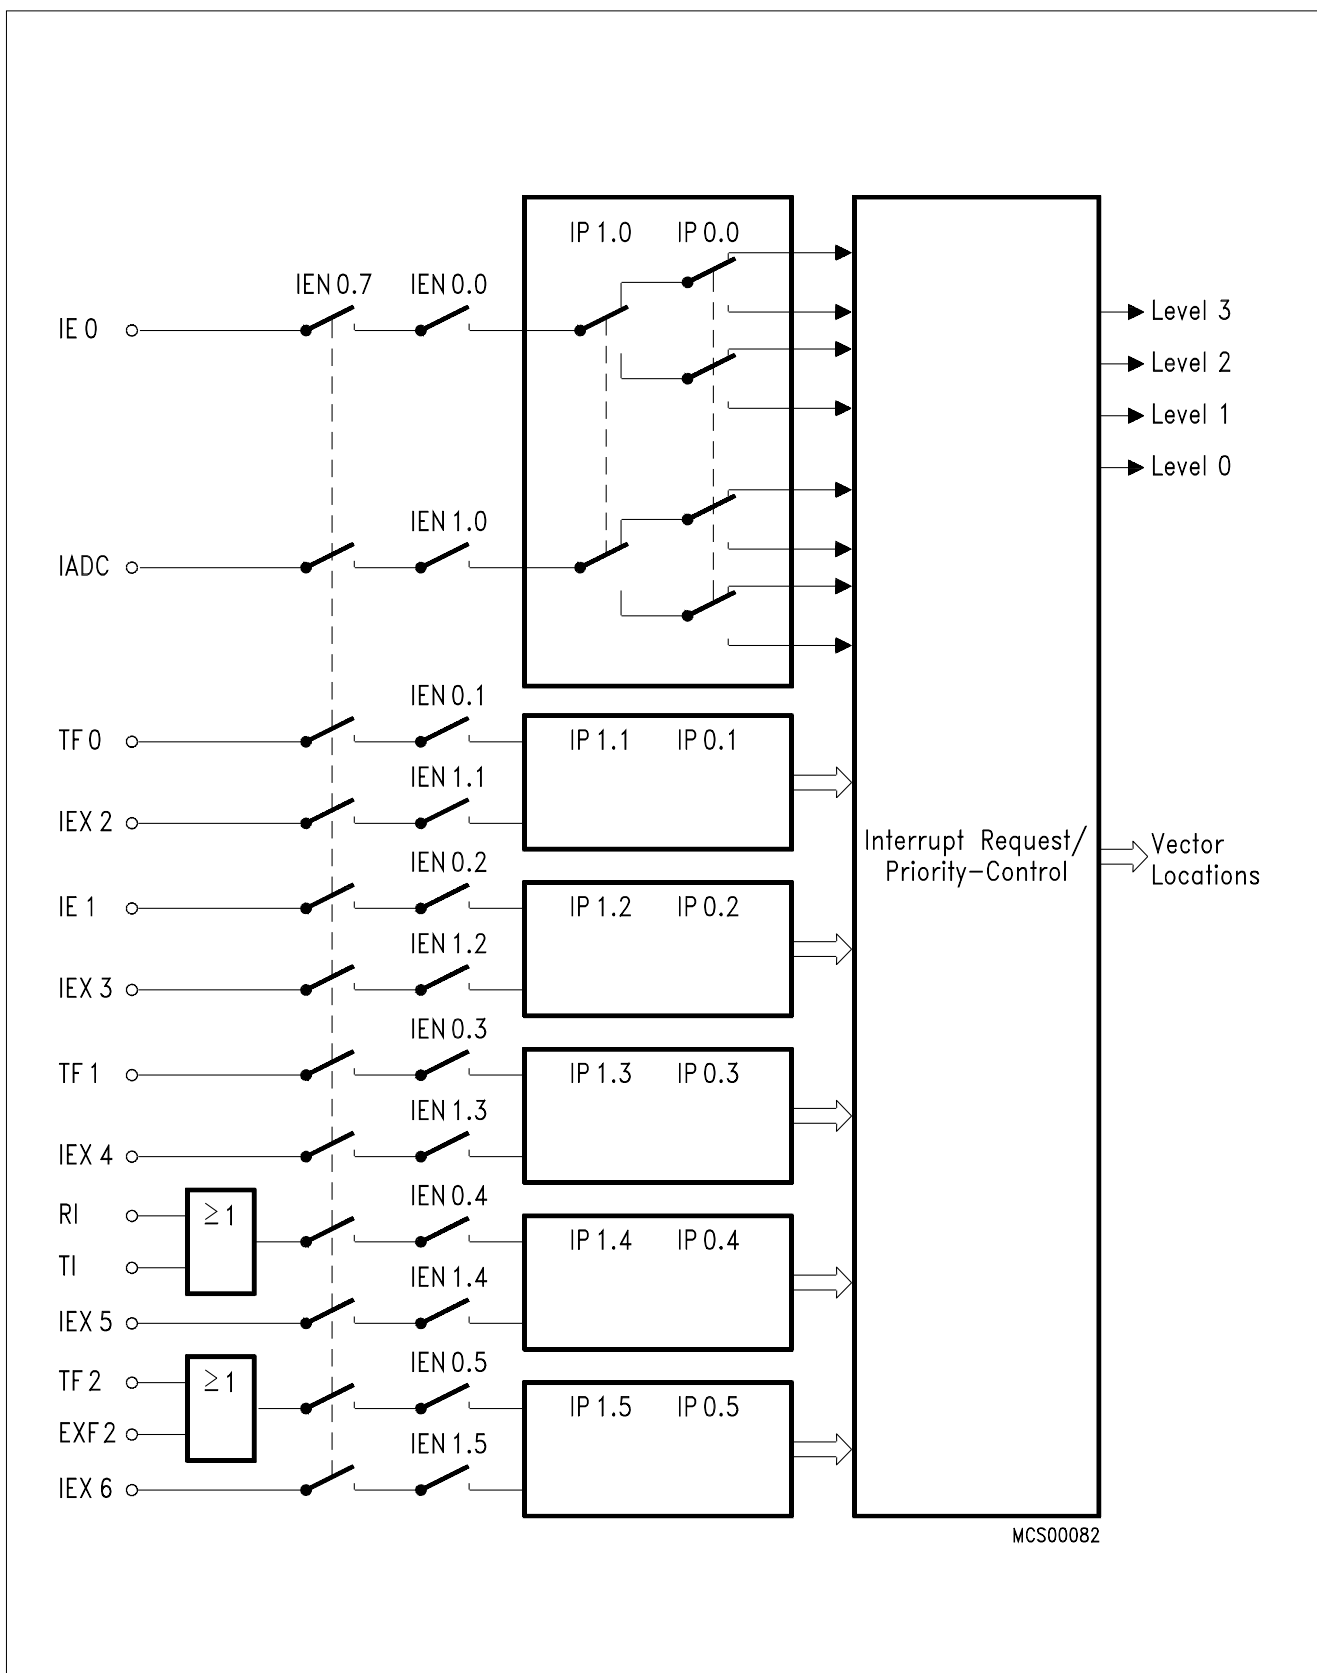 IP 1.0 IP 0.0
IEN 0.7 IEN 0.0
IE 0
Level 3
Level 2
Level 1
Level 0
IEN 1.0
IADC
IEN 0.1
TF 0
IP 1.1 IP 0.1
IEN 1.1
IEX 2
Interrupt Request/
Priority-Control
Vector
Locations
IEN 0.2
IE 1
IP 1.2 IP 0.2
IEN 1.2
IEX 3
IEN 0.3
TF 1
IP 1.3 IP 0.3
IEN 1.3
IEX 4
IEN 0.4
RI
≥1
TI
IP 1.4 IP 0.4
IEN 1.4
IEX 5
IEN 0.5
TF 2
≥1
EXF 2
IP 1.5 IP 0.5
IEN 1.5
IEX 6
MCS00082